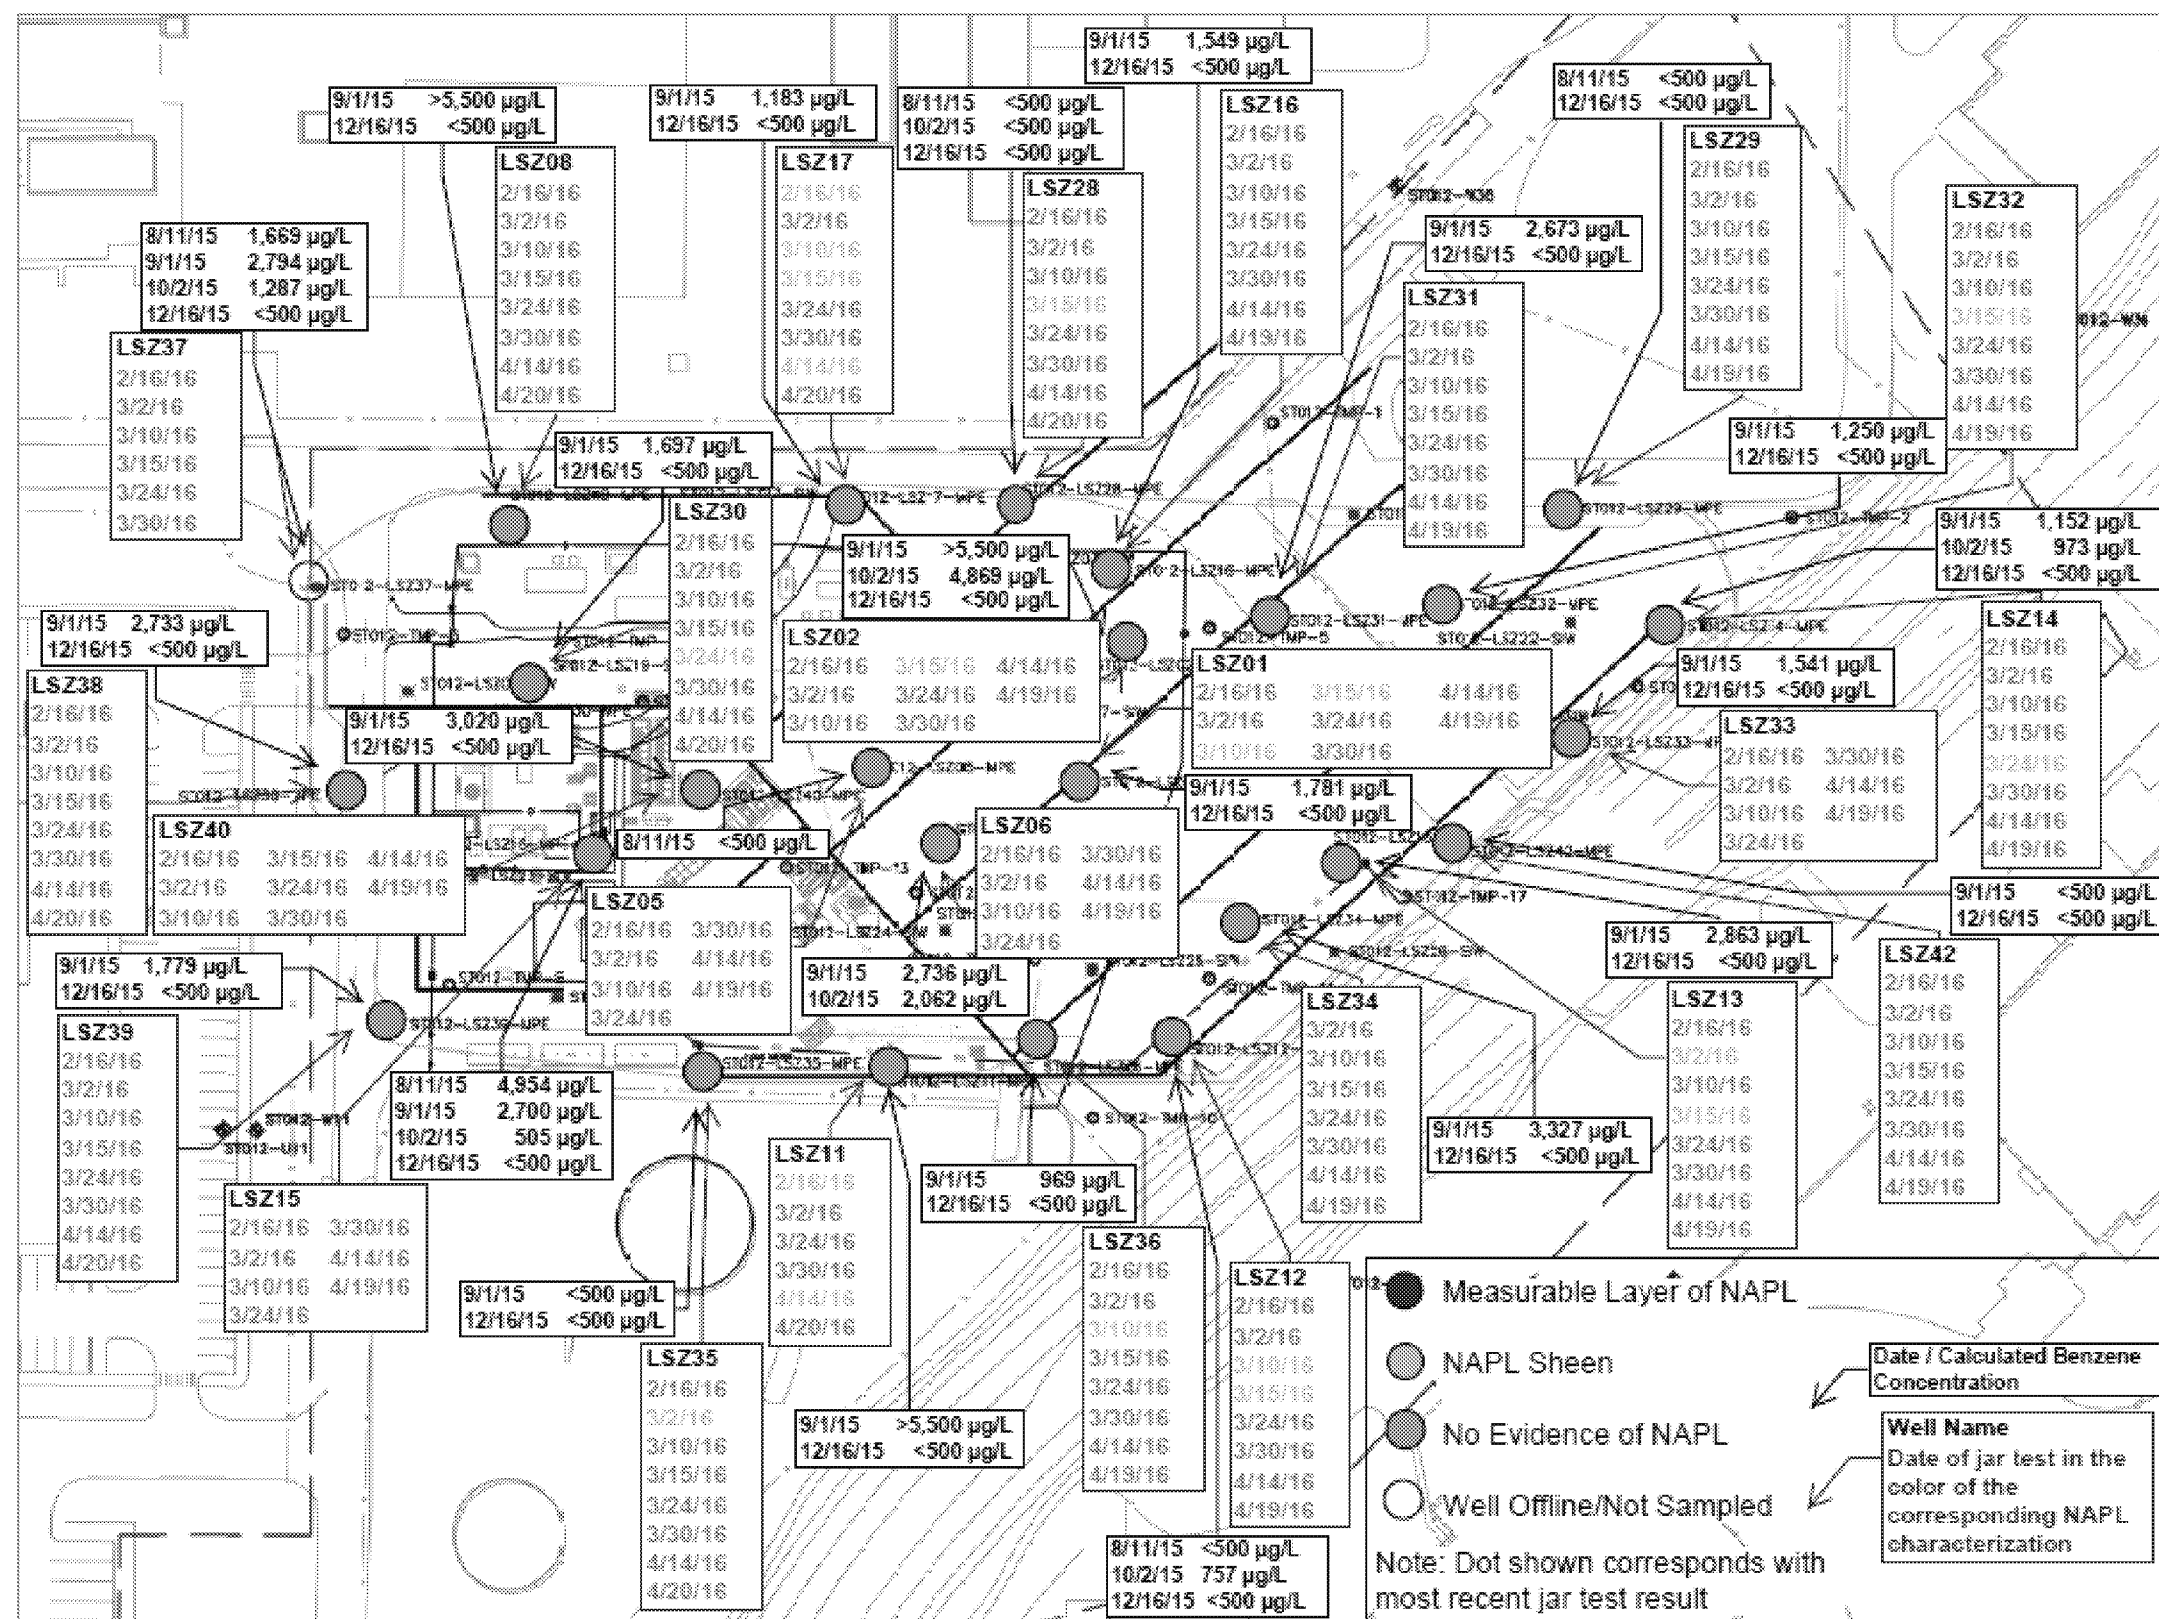 9/1/15 1,549 µg/L
12/16/15 <500 µg/L
9/1/15 >5,500 µg/L
12/16/15 <500 µg/L
9/1/15 1,183 µg/L
12/16/15 <500 µg/L
8/11/15 <500 µg/L
10/2/15 <500 µg/L
12/16/15 <500 µg/L
8/11/15 <500 µg/L
12/16/15 <500 µg/L
LSZ16
2/16/16
3/2/16
3/10/16
3/15/16
3/24/16
3/30/16
4/14/16
4/19/16
LSZ08
2/16/16
3/2/16
3/10/16
3/15/16
3/24/16
3/30/16
4/14/16
4/20/16
LSZ17
2/16/16
3/2/16
3/10/16
3/15/16
3/24/16
3/30/16
4/14/16
4/20/16
LSZ28
2/16/16
3/2/16
3/10/16
3/15/16
3/24/16
3/30/16
4/14/16
4/20/16
LSZ29
2/16/16
3/2/16
3/10/16
3/15/16
3/24/16
3/30/16
4/14/16
4/19/16
LSZ32
2/16/16
3/2/16
3/10/16
3/15/16
3/24/16
3/30/16
4/14/16
4/19/16
8/11/15 1,669 µg/L
9/1/15 2,794 µg/L
10/2/15 1,287 µg/L
12/16/15 <500 µg/L
9/1/15 2,673 µg/L
12/16/15 <500 µg/L
LSZ31
2/16/16
3/2/16
3/10/16
3/15/16
3/24/16
3/30/16
4/14/16
4/19/16
LSZ37
2/16/16
3/2/16
3/10/16
3/15/16
3/24/16
3/30/16
9/1/15 1,697 µg/L
12/16/15 <500 µg/L
9/1/15 1,250 µg/L
12/16/15 <500 µg/L
LSZ30
2/16/16
3/2/16
3/10/16
3/15/16
3/24/16
3/30/16
4/14/16
4/20/16
9/1/15 >5,500 µg/L
10/2/15 4,869 µg/L
12/16/15 <500 µg/L
9/1/15 1,152 µg/L
10/2/15 973 µg/L
12/16/15 <500 µg/L
ST012-LSZ29-MPE
ST012-TMP-2
ST012-TMP-1
LSZ14
2/16/16
3/2/16
3/10/16
3/15/16
3/24/16
3/30/16
4/14/16
4/19/16
9/1/15 2,733 µg/L
12/16/15 <500 µg/L
LSZ02
2/16/16 3/15/16 4/14/16
3/2/16 3/24/16 4/19/16
3/10/16 3/30/16
LSZ01
2/16/16 3/15/16 4/14/16
3/2/16 3/24/16 4/19/16
3/10/16 3/30/16
9/1/15 1,541 µg/L
12/16/15 <500 µg/L
LSZ38
2/16/16
3/2/16
3/10/16
3/15/16
3/24/16
3/30/16
4/14/16
4/20/16
9/1/15 3,020 µg/L
12/16/15 <500 µg/L
LSZ33
2/16/16 3/30/16
3/2/16 4/14/16
3/10/16 4/19/16
3/24/16
9/1/15 1,781 µg/L
12/16/15 <500 µg/L
LSZ40
2/16/16 3/15/16 4/14/16
3/2/16 3/24/16 4/19/16
3/10/16 3/30/16
8/11/15 <500 µg/L
LSZ06
2/16/16 3/30/16
3/2/16 4/14/16
3/10/16 4/19/16
3/24/16
ST012-TMP-17
9/1/15 <500 µg/L
12/16/15 <500 µg/L
LSZ05
2/16/16 3/30/16
3/2/16 4/14/16
3/10/16 4/19/16
3/24/16
9/1/15 2,863 µg/L
12/16/15 <500 µg/L
LSZ42
2/16/16
3/2/16
3/10/16
3/15/16
3/24/16
3/30/16
4/14/16
4/19/16
9/1/15 1,779 µg/L
12/16/15 <500 µg/L
9/1/15 2,736 µg/L
10/2/15 2,062 µg/L
LSZ34
3/2/16
3/10/16
3/15/16
3/24/16
3/30/16
4/14/16
4/19/16
LSZ13
2/16/16
3/2/16
3/10/16
3/15/16
3/24/16
3/30/16
4/14/16
4/19/16
LSZ39
2/16/16
3/2/16
3/10/16
3/15/16
3/24/16
3/30/16
4/14/16
4/20/16
8/11/15 4,954 µg/L
9/1/15 2,700 µg/L
10/2/15 505 µg/L
12/16/15 <500 µg/L
ST012-W11
9/1/15 3,327 µg/L
12/16/15 <500 µg/L
LSZ11
2/16/16
3/2/16
3/24/16
3/30/16
4/14/16
4/20/16
9/1/15 969 µg/L
12/16/15 <500 µg/L
LSZ15
2/16/16 3/30/16
3/2/16 4/14/16
3/10/16 4/19/16
3/24/16
LSZ36
2/16/16
3/2/16
3/10/16
3/15/16
3/24/16
3/30/16
4/14/16
4/19/16
LSZ12
2/16/16
3/2/16
3/10/16
3/15/16
3/24/16
3/30/16
4/14/16
4/19/16
9/1/15 <500 µg/L
12/16/15 <500 µg/L
LSZ35
2/16/16
3/2/16
3/10/16
3/15/16
3/24/16
3/30/16
4/14/16
4/20/16
9/1/15 >5,500 µg/L
12/16/15 <500 µg/L
8/11/15 <500 µg/L
10/2/15 757 µg/L
12/16/15 <500 µg/L
Measurable Layer of NAPL
NAPL Sheen
No Evidence of NAPL
Well Offline/Not Sampled
Note: Dot shown corresponds with
most recent jar test result
Date / Calculated Benzene
Concentration
Well Name
Date of jar test in the
color of the
corresponding NAPL
characterization